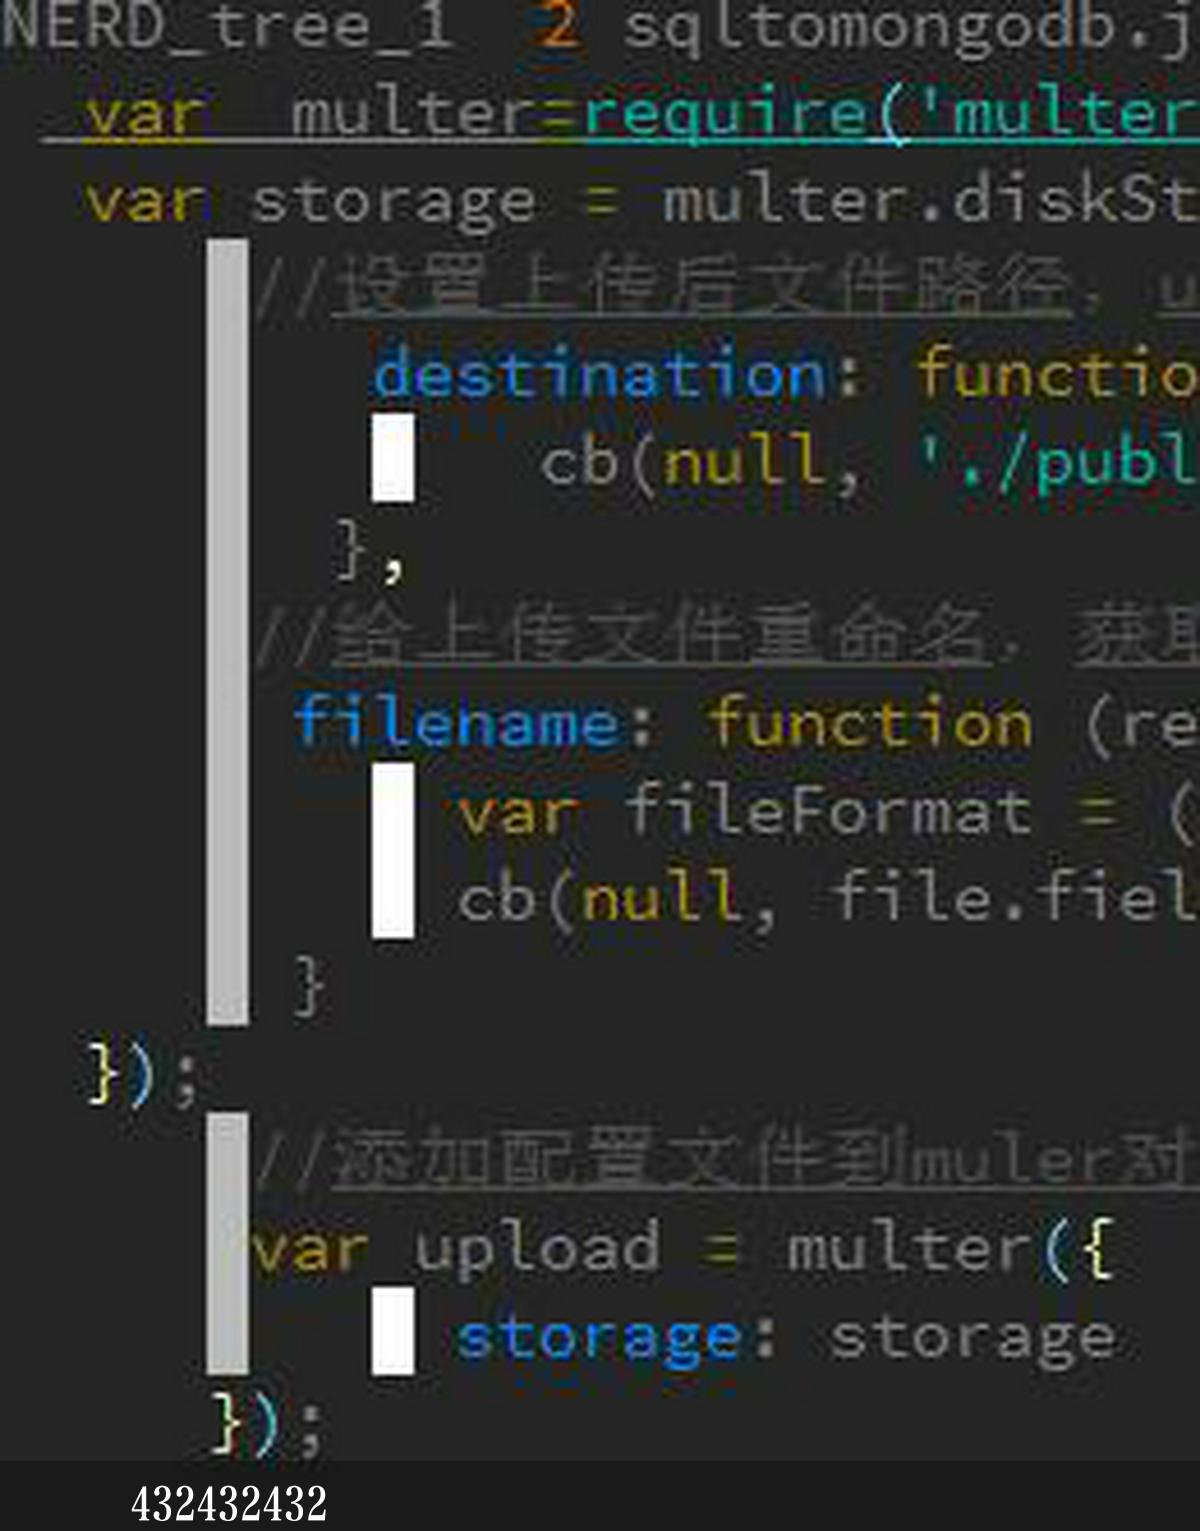 NERD_tree_1  2 sqltomongodb.j
var  multer=require('multer
var storage = multer.diskSt
//设置上传后文件路径，u
destination: functio
cb(null, './publ
},
//给上传文件重命名，获取
filename: function (re
var fileFormat = (
cb(null, file.fiel
}
});
//添加配置文件到muler对
var upload = multer({
storage: storage
});
432432432